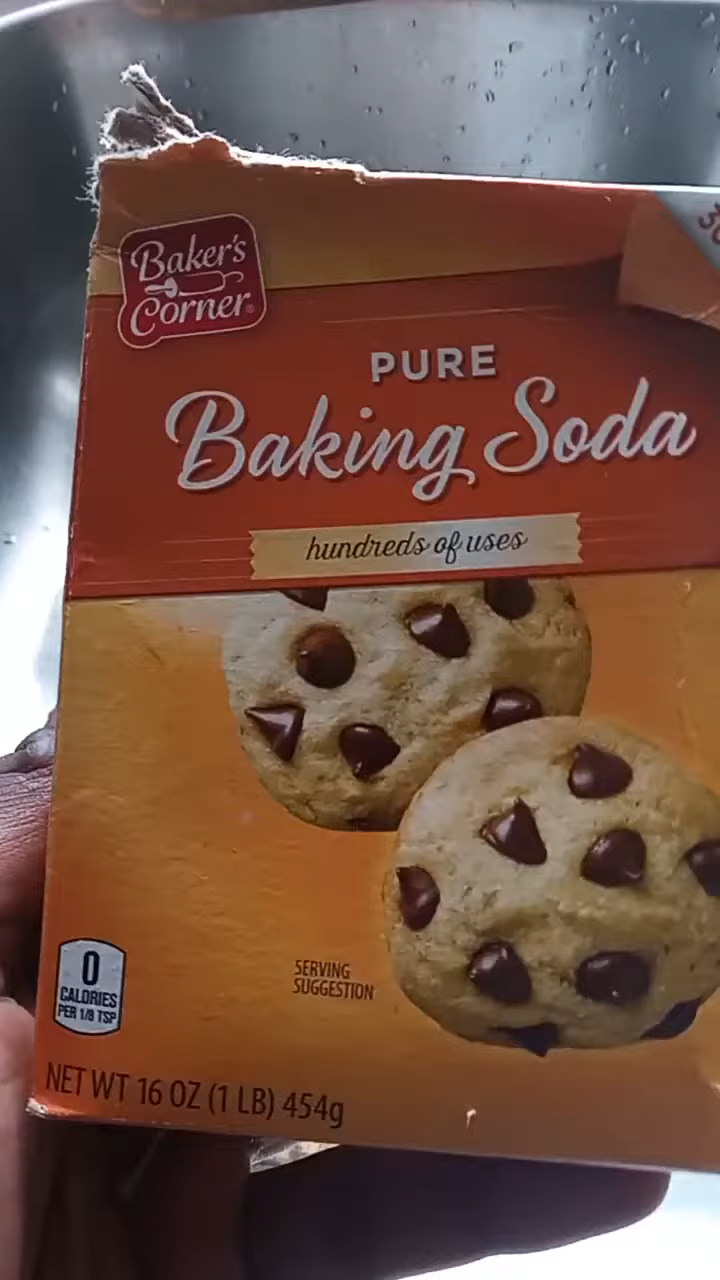 Baker's
Corner®
PURE
Baking Soda
hundreds of uses
SERVING
SUGGESTION
0
CALORIES
PER 1/8 TSP
NET WT 16 OZ (1 LB) 454g